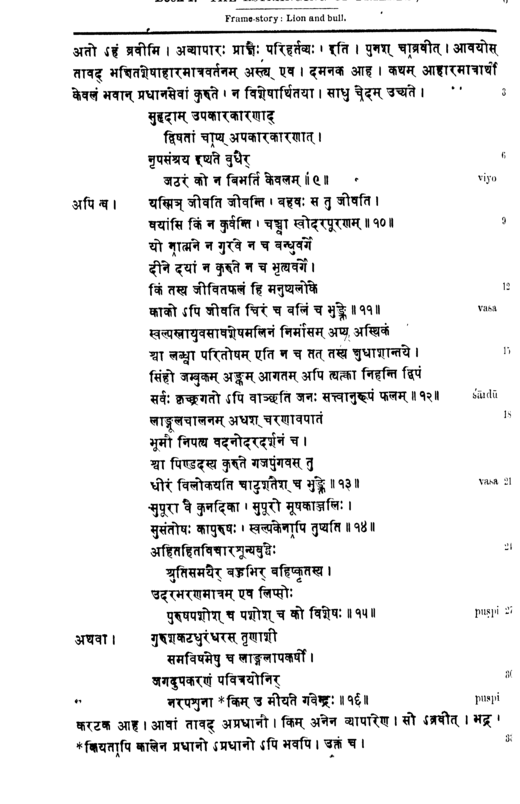 Frame-story: Lion and bull.
अतो ऽहं ब्रवीमि । अव्यापारः प्राज्ञैः परिहर्तव्यः । इति । पुनश् चाब्रवीत् । आवयोस्
तावद् भक्षितशेषाहारमात्रवर्तनम् अस्त्य् एव । दमनक आह । कथम् आहारमात्रार्थी
केवलं भवान् प्रधानसेवां कुरुते । न विशेषार्थितया । साधु चेदम् उच्यते । 3
सुहृदाम् उपकारकारणाद्
द्विषतां चाप्य् अपकारकारणात् ।
नृपसंश्रय इष्यते बुधैर् 6
जठरं को न बिभर्ति केवलम् ॥९॥ viyo
अपि च । यस्मिञ् जीवति जीवन्ति । बहवः स तु जीवति ।
वयांसि किं न कुर्वन्ति । चञ्च्वा स्वोदरपूरणम् ॥१०॥ 9
यो नात्मने न गुरवे न च बन्धुवर्गे
दीने दयां न कुरुते न च भृत्यवर्गे ।
किं तस्य जीवितफलं हि मनुष्यलोके 12
काको ऽपि जीवति चिरं च बलिं च भुङ्क्ते ॥११॥ vasa
स्वल्पस्नायुवसावशेषमलिनं निर्मांसम् अप्य् अस्थिकं
श्वा लब्ध्वा परितोषम् एति न च तत् तस्य क्षुधाशान्तये । 15
सिंहो जम्बुकम् अङ्कम् आगतम् अपि त्यक्त्वा निहन्ति द्विपं
सर्वः कृच्छ्रगतो ऽपि वाञ्छति जनः सत्त्वानुरूपं फलम् ॥१२॥ śārdū
लाङ्गूलचालनम् अधश् चरणावपातं 18
भूमौ निपत्य वदनोदरदर्शनं च ।
श्वा पिण्डदस्य कुरुते गजपुंगवस् तु
धीरं विलोकयति चाटुशतैश् च भुङ्क्ते ॥१३॥ vasa 21
सुपूरा वै कुनदिका । सुपूरो मूषकाञ्जलिः ।
सुसंतोषः कापुरुषः । स्वल्पकेनापि तुष्यति ॥१४॥
अहितहितविचारशून्यबुद्धेः 24
श्रुतिसमयैर् बहुभिर् बहिष्कृतस्य ।
उदरभरणमात्रम् एव लिप्सोः
पुरुषपशोश् च पशोश् च को विशेषः ॥१५॥ puṣpi 27
अथवा । गुरुशकटधुरंधरस् तृणाशी
समविषमेषु च लाङ्गलापकर्षी ।
जगदुपकरणं पवित्रयोनिर् 30
नरपशुना *किम् उ मीयते गवेन्द्रः ॥१६॥ puṣpi
करटक आह । आवां तावद् अप्रधानौ । किम् अनेन व्यापारेण । सो ऽब्रवीत् । भद्र ।
*कियतापि कालेन प्रधानो ऽप्रधानो ऽपि भवति । उक्तं च । 33